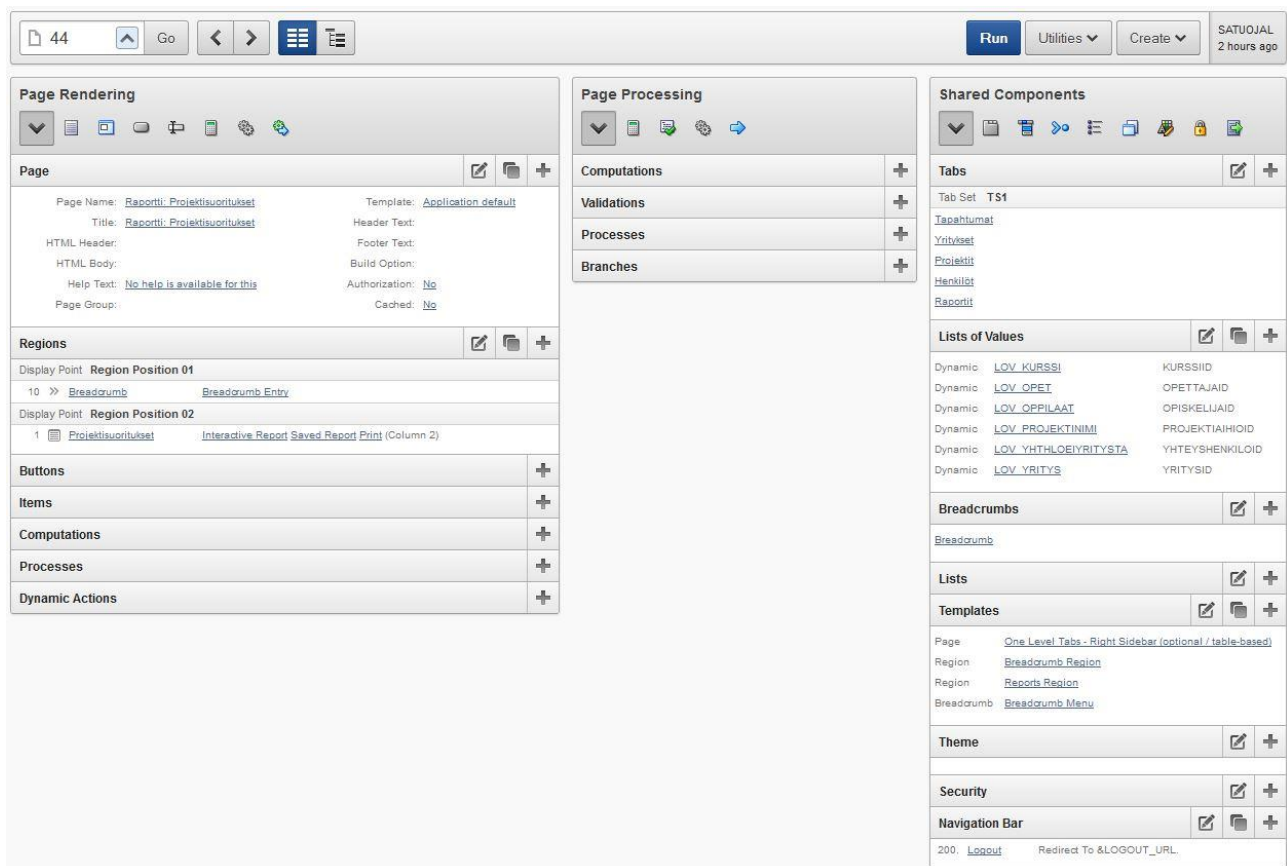 44
Go
Run
Utilities
Create
SATUOJAL
2 hours ago
Page Rendering
Page
Page Name: Raportti: Projektisuoritukset
Template: Application default
Title: Raportti: Projektisuoritukset
Header Text:
HTML Header:
Footer Text:
HTML Body:
Build Option:
Help Text: No help is available for this
Authorization: No
Page Group:
Cached: No
Regions
Display Point Region Position 01
10 Breadcrumb Breadcrumb Entry
Display Point Region Position 02
1 Projektisuoritukset Interactive Report Saved Report Print (Column 2)
Buttons
Items
Computations
Processes
Dynamic Actions
Page Processing
Computations
Validations
Processes
Branches
Shared Components
Tabs
Tab Set TS1
Tapahtumat
Yritykset
Projektit
Henkilöt
Raportit
Lists of Values
Dynamic LOV_KURSSI KURSSIID
Dynamic LOV_OPET OPETTAJAID
Dynamic LOV_OPPILAAT OPISKELIJAID
Dynamic LOV_PROJEKTINIMI PROJEKTIAIHIOID
Dynamic LOV_YHTHLOEIYRITYSTA YHTEYSHENKILOID
Dynamic LOV_YRITYS YRITYSID
Breadcrumbs
Breadcrumb
Lists
Templates
Page One Level Tabs - Right Sidebar (optional / table-based)
Region Breadcrumb Region
Region Reports Region
Breadcrumb Breadcrumb Menu
Theme
Security
Navigation Bar
200. Logout Redirect To &LOGOUT_URL.